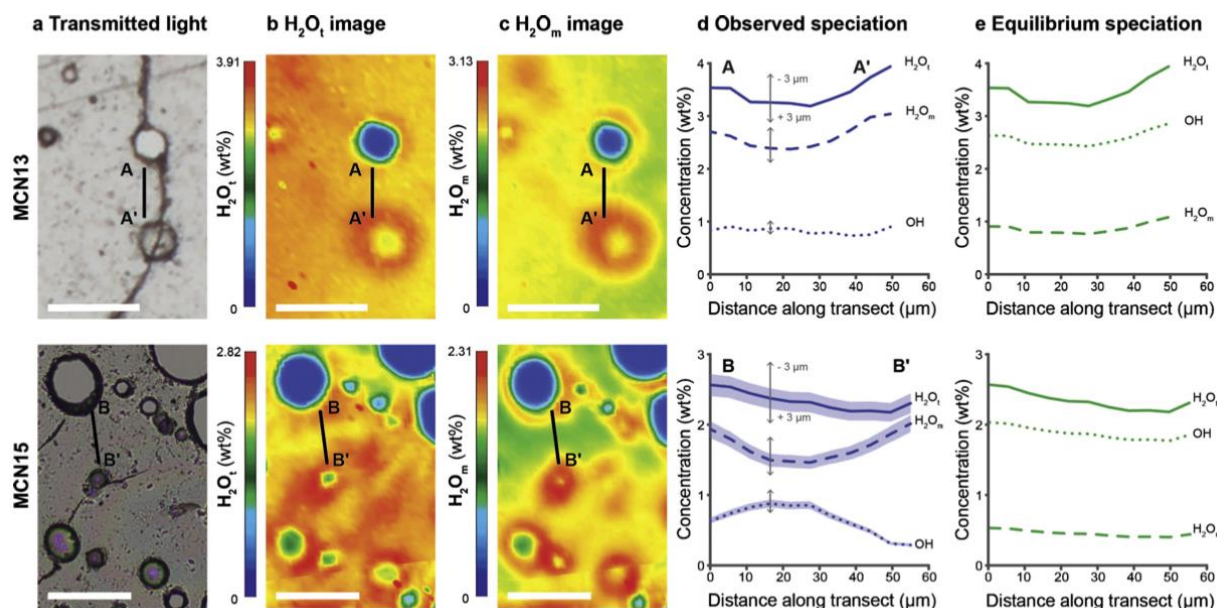 a Transmitted light
b H₂Oₜ image
c H₂Oₘ image
d Observed speciation
e Equilibrium speciation
MCN13
A
A'
3.91
H₂Oₜ (wt%)
0
A
A'
3.13
H₂Oₘ (wt%)
0
A
A'
Concentration (wt%)
4
3
2
1
0
A
A'
- 3 µm
+ 3 µm
H₂Oₜ
H₂Oₘ
OH
0 10 20 30 40 50 60
Distance along transect (µm)
Concentration (wt%)
4
3
2
1
0
H₂Oₜ
OH
H₂Oₘ
0 10 20 30 40 50 60
Distance along transect (µm)
MCN15
B
B'
2.82
H₂Oₜ (wt%)
0
B
B'
2.31
H₂Oₘ (wt%)
0
B
B'
Concentration (wt%)
3
2
1
0
B
B'
- 3 µm
+ 3 µm
H₂Oₜ
H₂Oₘ
OH
0 10 20 30 40 50 60
Distance along transect (µm)
Concentration (wt%)
3
2
1
0
OH
0 10 20 30 40 50 60
Distance along transect (µm)